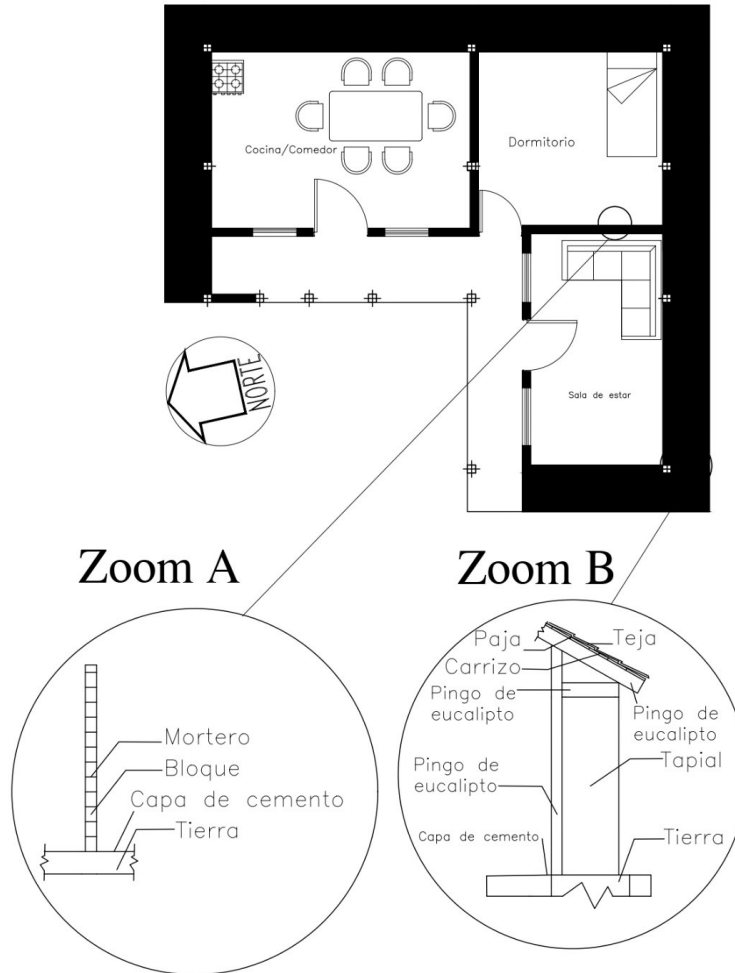 Cocina/Comedor
Dormitorio
Sala de estar
NORTE
Zoom A
Mortero
Bloque
Capa de cemento
Tierra
Zoom B
Paja
Teja
Carrizo
Pingo de
eucalipto
Pingo de
eucalipto
Tapial
Pingo de
eucalipto
Capa de cemento
Tierra